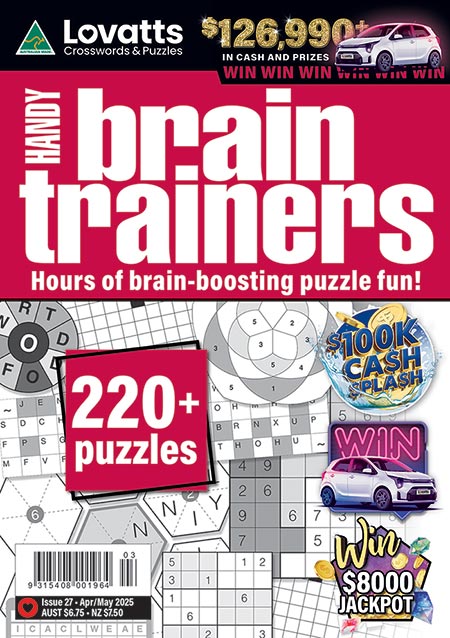 Lovatts
Crosswords & Puzzles
AUSTRALIAN MADE
$126,990+
IN CASH AND PRIZES
WIN WIN WIN WIN WIN WIN
HANDY
brain
trainers
Hours of brain-boosting puzzle fun!
220+
puzzles
$100K
CASH
SPLASH
WIN
Win
$8000
JACKPOT
03
9 315408 001964
Issue 27 • Apr/May 2025
AUST $6.75 • NZ $7.50
I C A C L W E A E